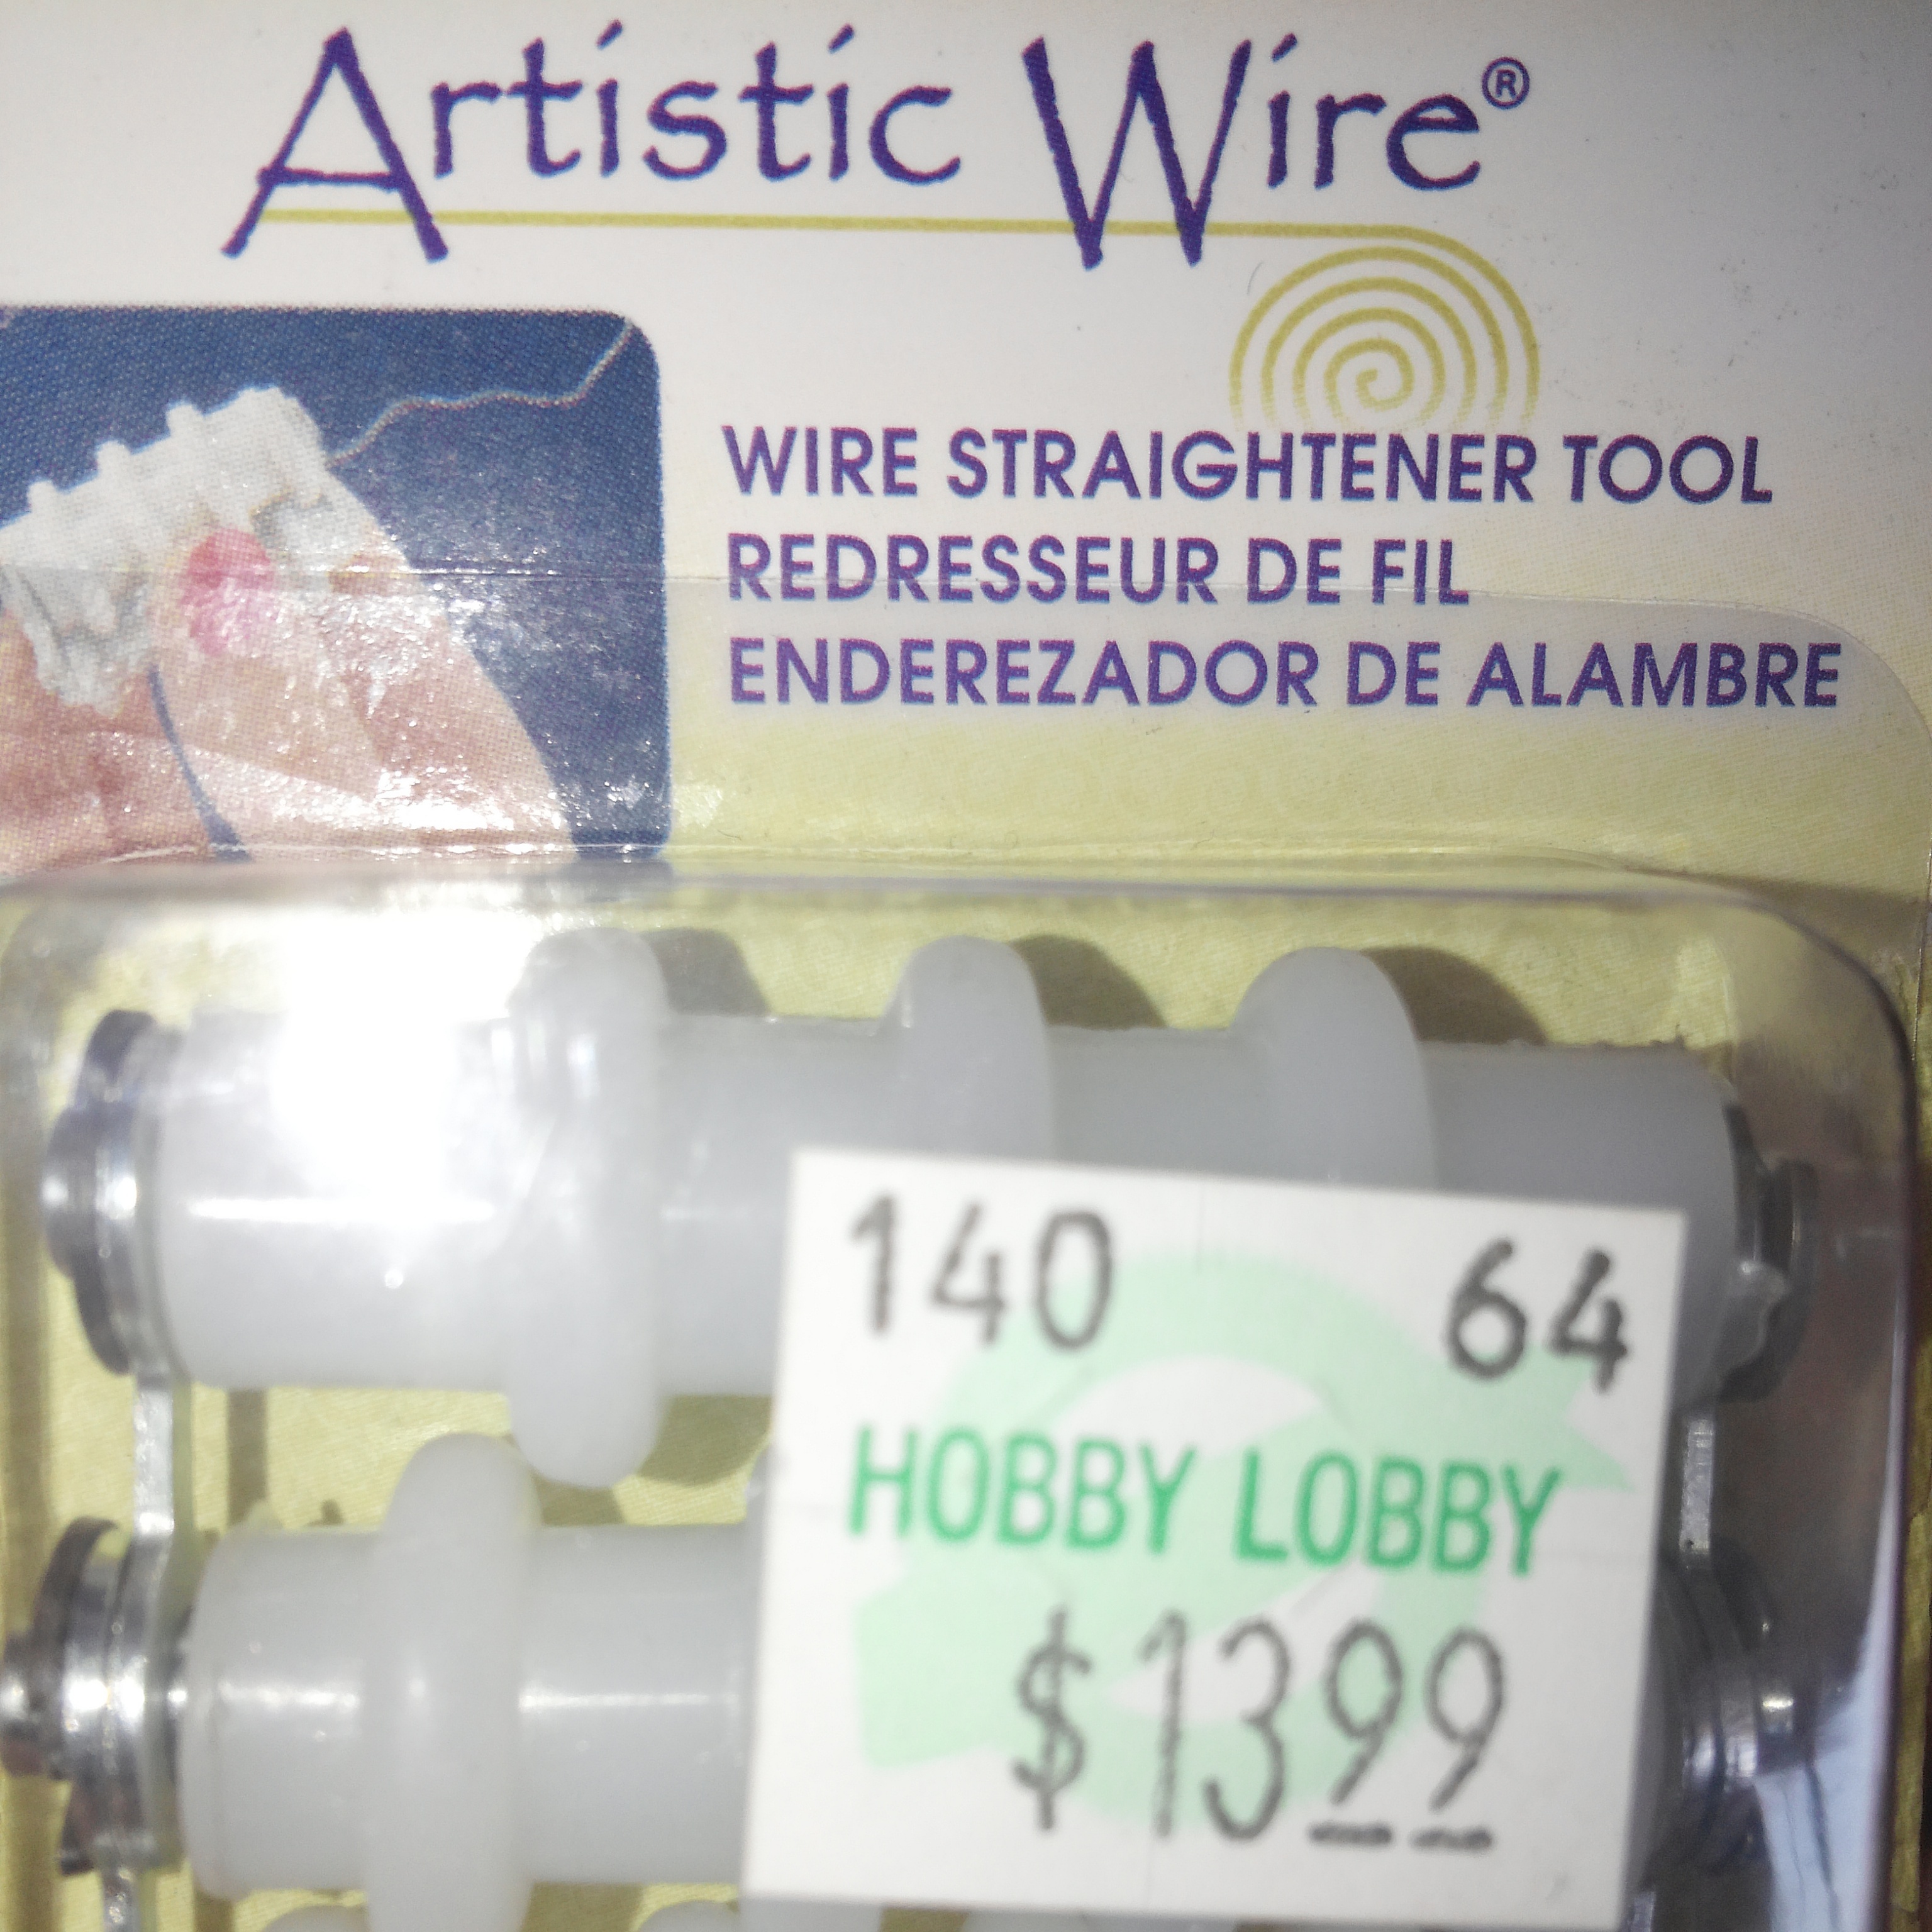 Artistic Wire®
WIRE STRAIGHTENER TOOL
REDRESSEUR DE FIL
ENDEREZADOR DE ALAMBRE
140 64
HOBBY LOBBY
$13.99